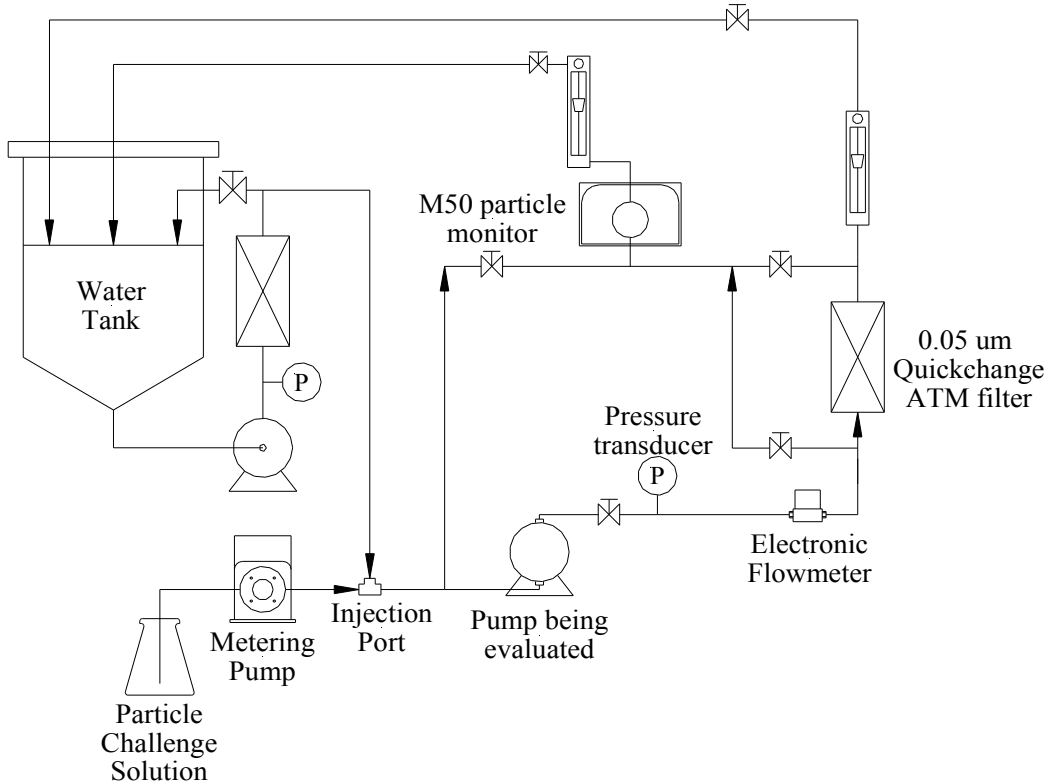 M50 particle
monitor
Water
Tank
P
0.05 um
Quickchange
ATM filter
Pressure
transducer
P
Electronic
Flowmeter
Injection
Port
Pump being
evaluated
Metering
Pump
Particle
Challenge
Solution